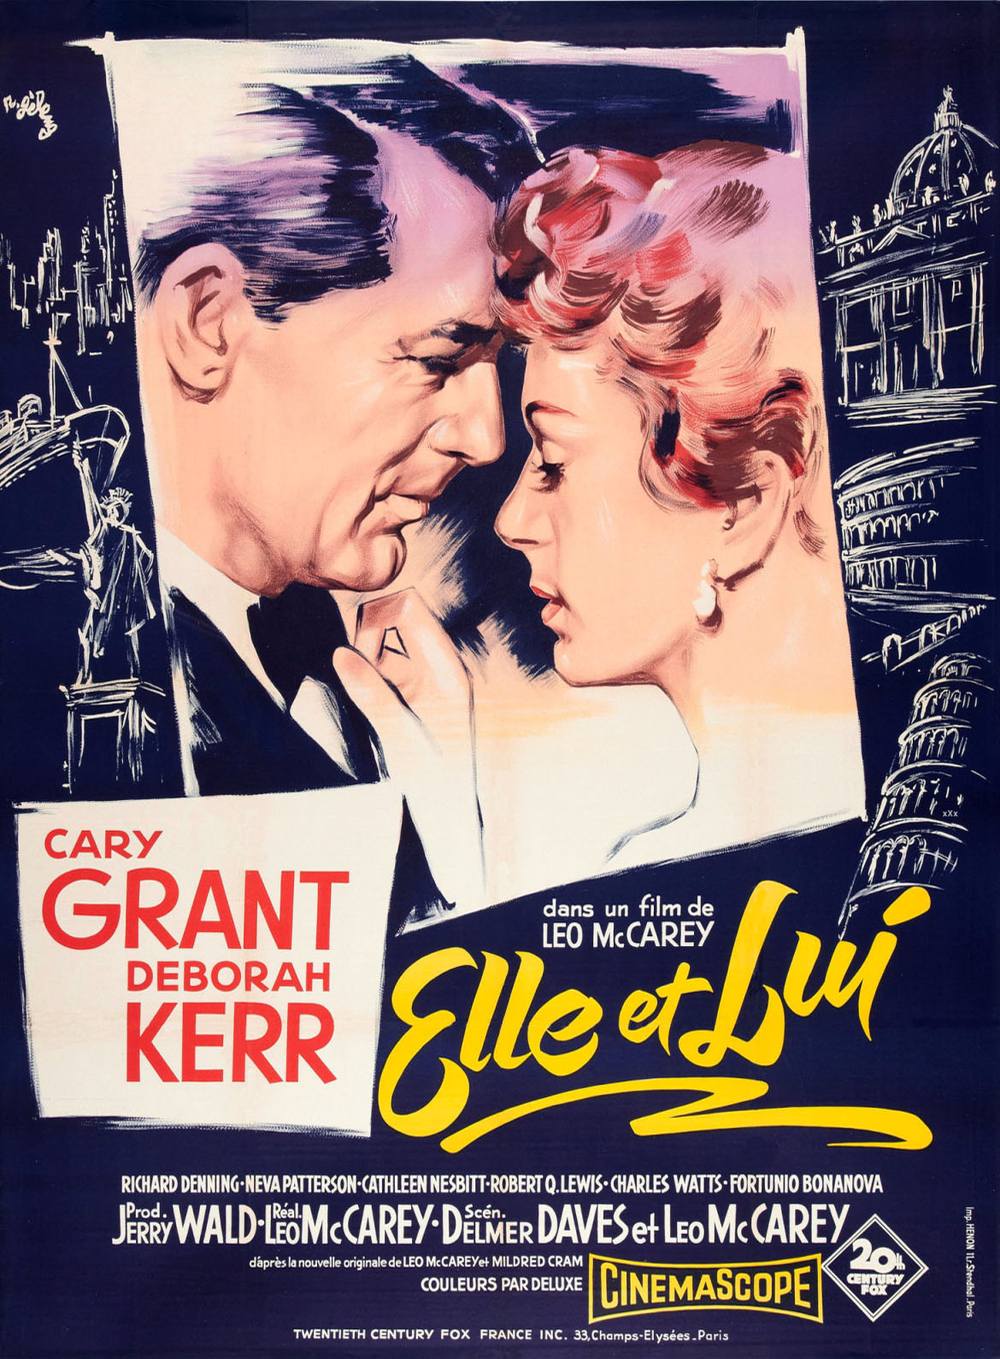 CARY
GRANT
DEBORAH
KERR
dans un film de
LEO McCAREY
Elle et Lui
xXx
RICHARD DENNING·NEVA PATTERSON·CATHLEEN NESBITT·ROBERT Q. LEWIS·CHARLES WATTS·FORTUNIO BONANOVA
Prod. JERRY WALD·Réal. LEO McCAREY·Scén. DELMER DAVES et LEO McCAREY
d'après la nouvelle originale de LEO McCAREY et MILDRED CRAM
COULEURS PAR DELUXE
CINEMASCOPE
20th
CENTURY
FOX
TWENTIETH CENTURY FOX FRANCE INC. 33, Champs-Elysées_Paris